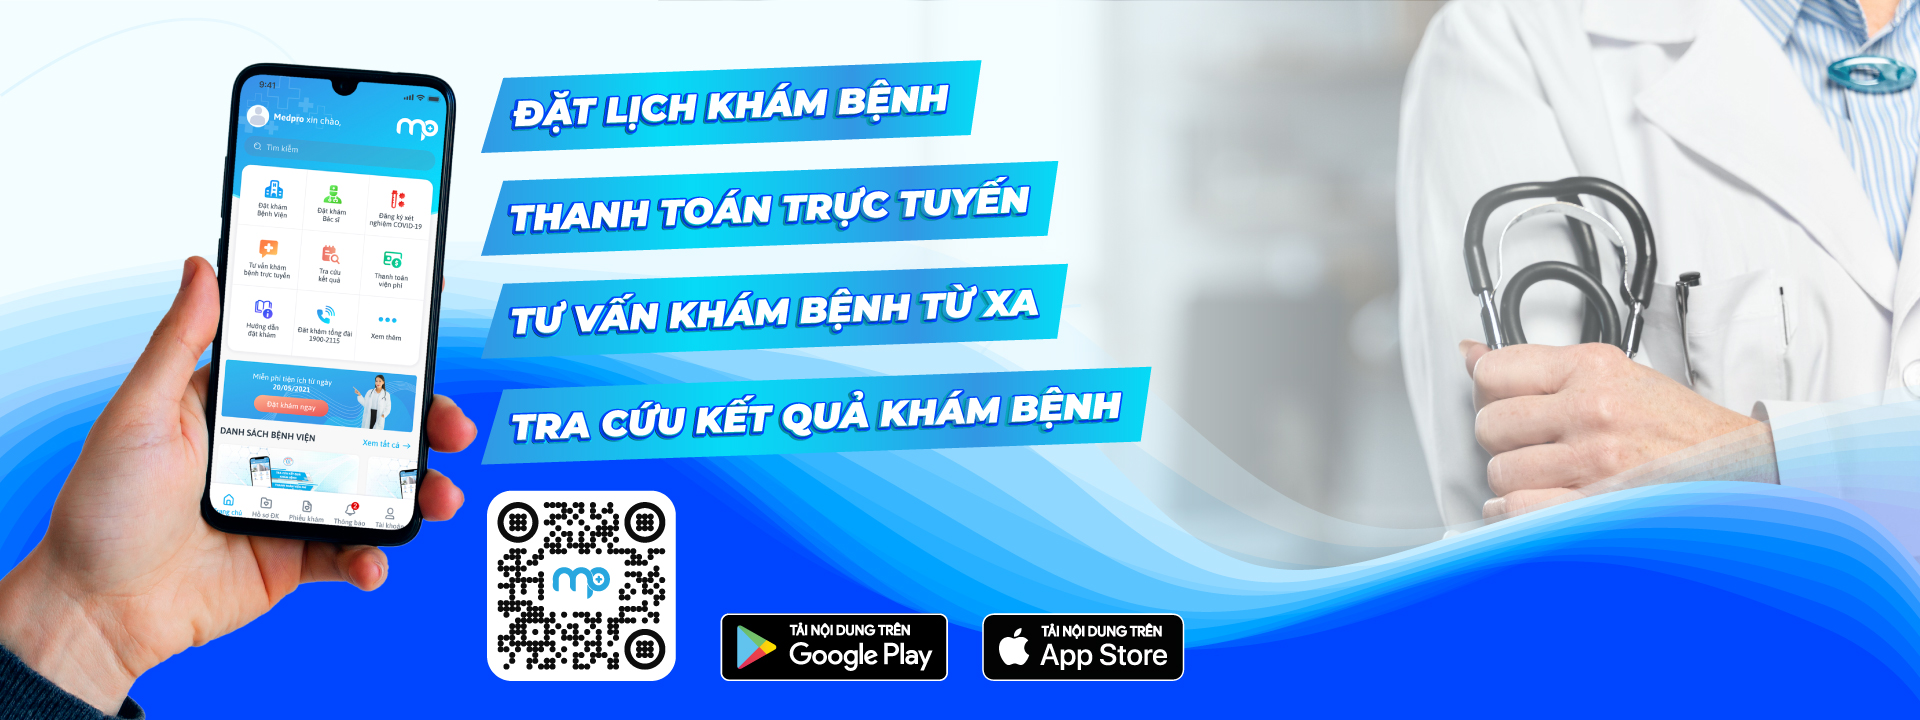 9:41
Medpro xin chào,
mp
Tìm kiếm
Đặt khám
Bệnh Viện
Đặt khám
Bác sĩ
Đăng ký xét
nghiệm COVID-19
Tư vấn khám
bệnh trực tuyến
Tra cứu
kết quả
Thanh toán
viện phí
Hướng dẫn
đặt khám
Đặt khám tổng đài
1900-2115
Xem thêm
Miễn phí tiện ích từ ngày
20/05/2021
Đặt khám ngay
DANH SÁCH BỆNH VIỆN
Xem tất cả →
Hồ sơ ĐK
Phiếu khám
2
Thông báo
Tài khoản
ĐẶT LỊCH KHÁM BỆNH
THANH TOÁN TRỰC TUYẾN
TƯ VẤN KHÁM BỆNH TỪ XA
TRA CỨU KẾT QUẢ KHÁM BỆNH
mp
TẢI NỘI DUNG TRÊN
Google Play
TẢI NỘI DUNG TRÊN
App Store